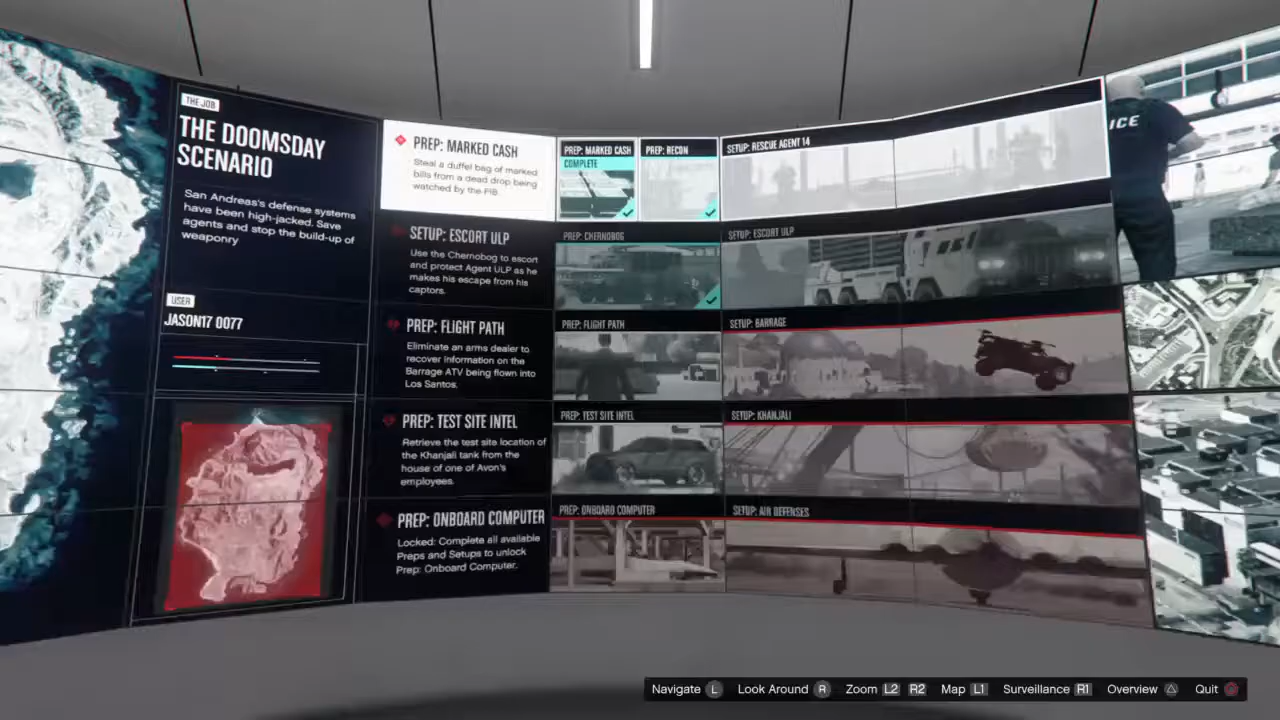 THE JOB
THE DOOMSDAY
SCENARIO
San Andreas's defense systems
have been high-jacked. Save
agents and stop the build-up of
weaponry
USER
JASON17 0077
PREP: MARKED CASH
Steal a duffel bag of marked
bills from a dead drop being
watched by the FIB.
SETUP: ESCORT ULP
Use the Chernobog to escort
and protect Agent ULP as he
makes his escape from his
captors.
PREP: FLIGHT PATH
Eliminate an arms dealer to
recover information on the
Barrage ATV being flown into
Los Santos.
PREP: TEST SITE INTEL
Retrieve the test site location of
the Khanjali tank from the
house of one of Avon's
employees.
PREP: ONBOARD COMPUTER
Locked: Complete all available
Preps and Setups to unlock
Prep: Onboard Computer.
PREP: MARKED CASH
COMPLETE
PREP: RECON
SETUP: RESCUE AGENT 14
PREP: CHERNOBOG
SETUP: ESCORT ULP
PREP: FLIGHT PATH
SETUP: BARRAGE
PREP: TEST SITE INTEL
SETUP: KHANJALI
PREP: ONBOARD COMPUTER
SETUP: AIR DEFENSES
ICE
Navigate L Look Around R Zoom L2 R2 Map L1 Surveillance R1 Overview Quit